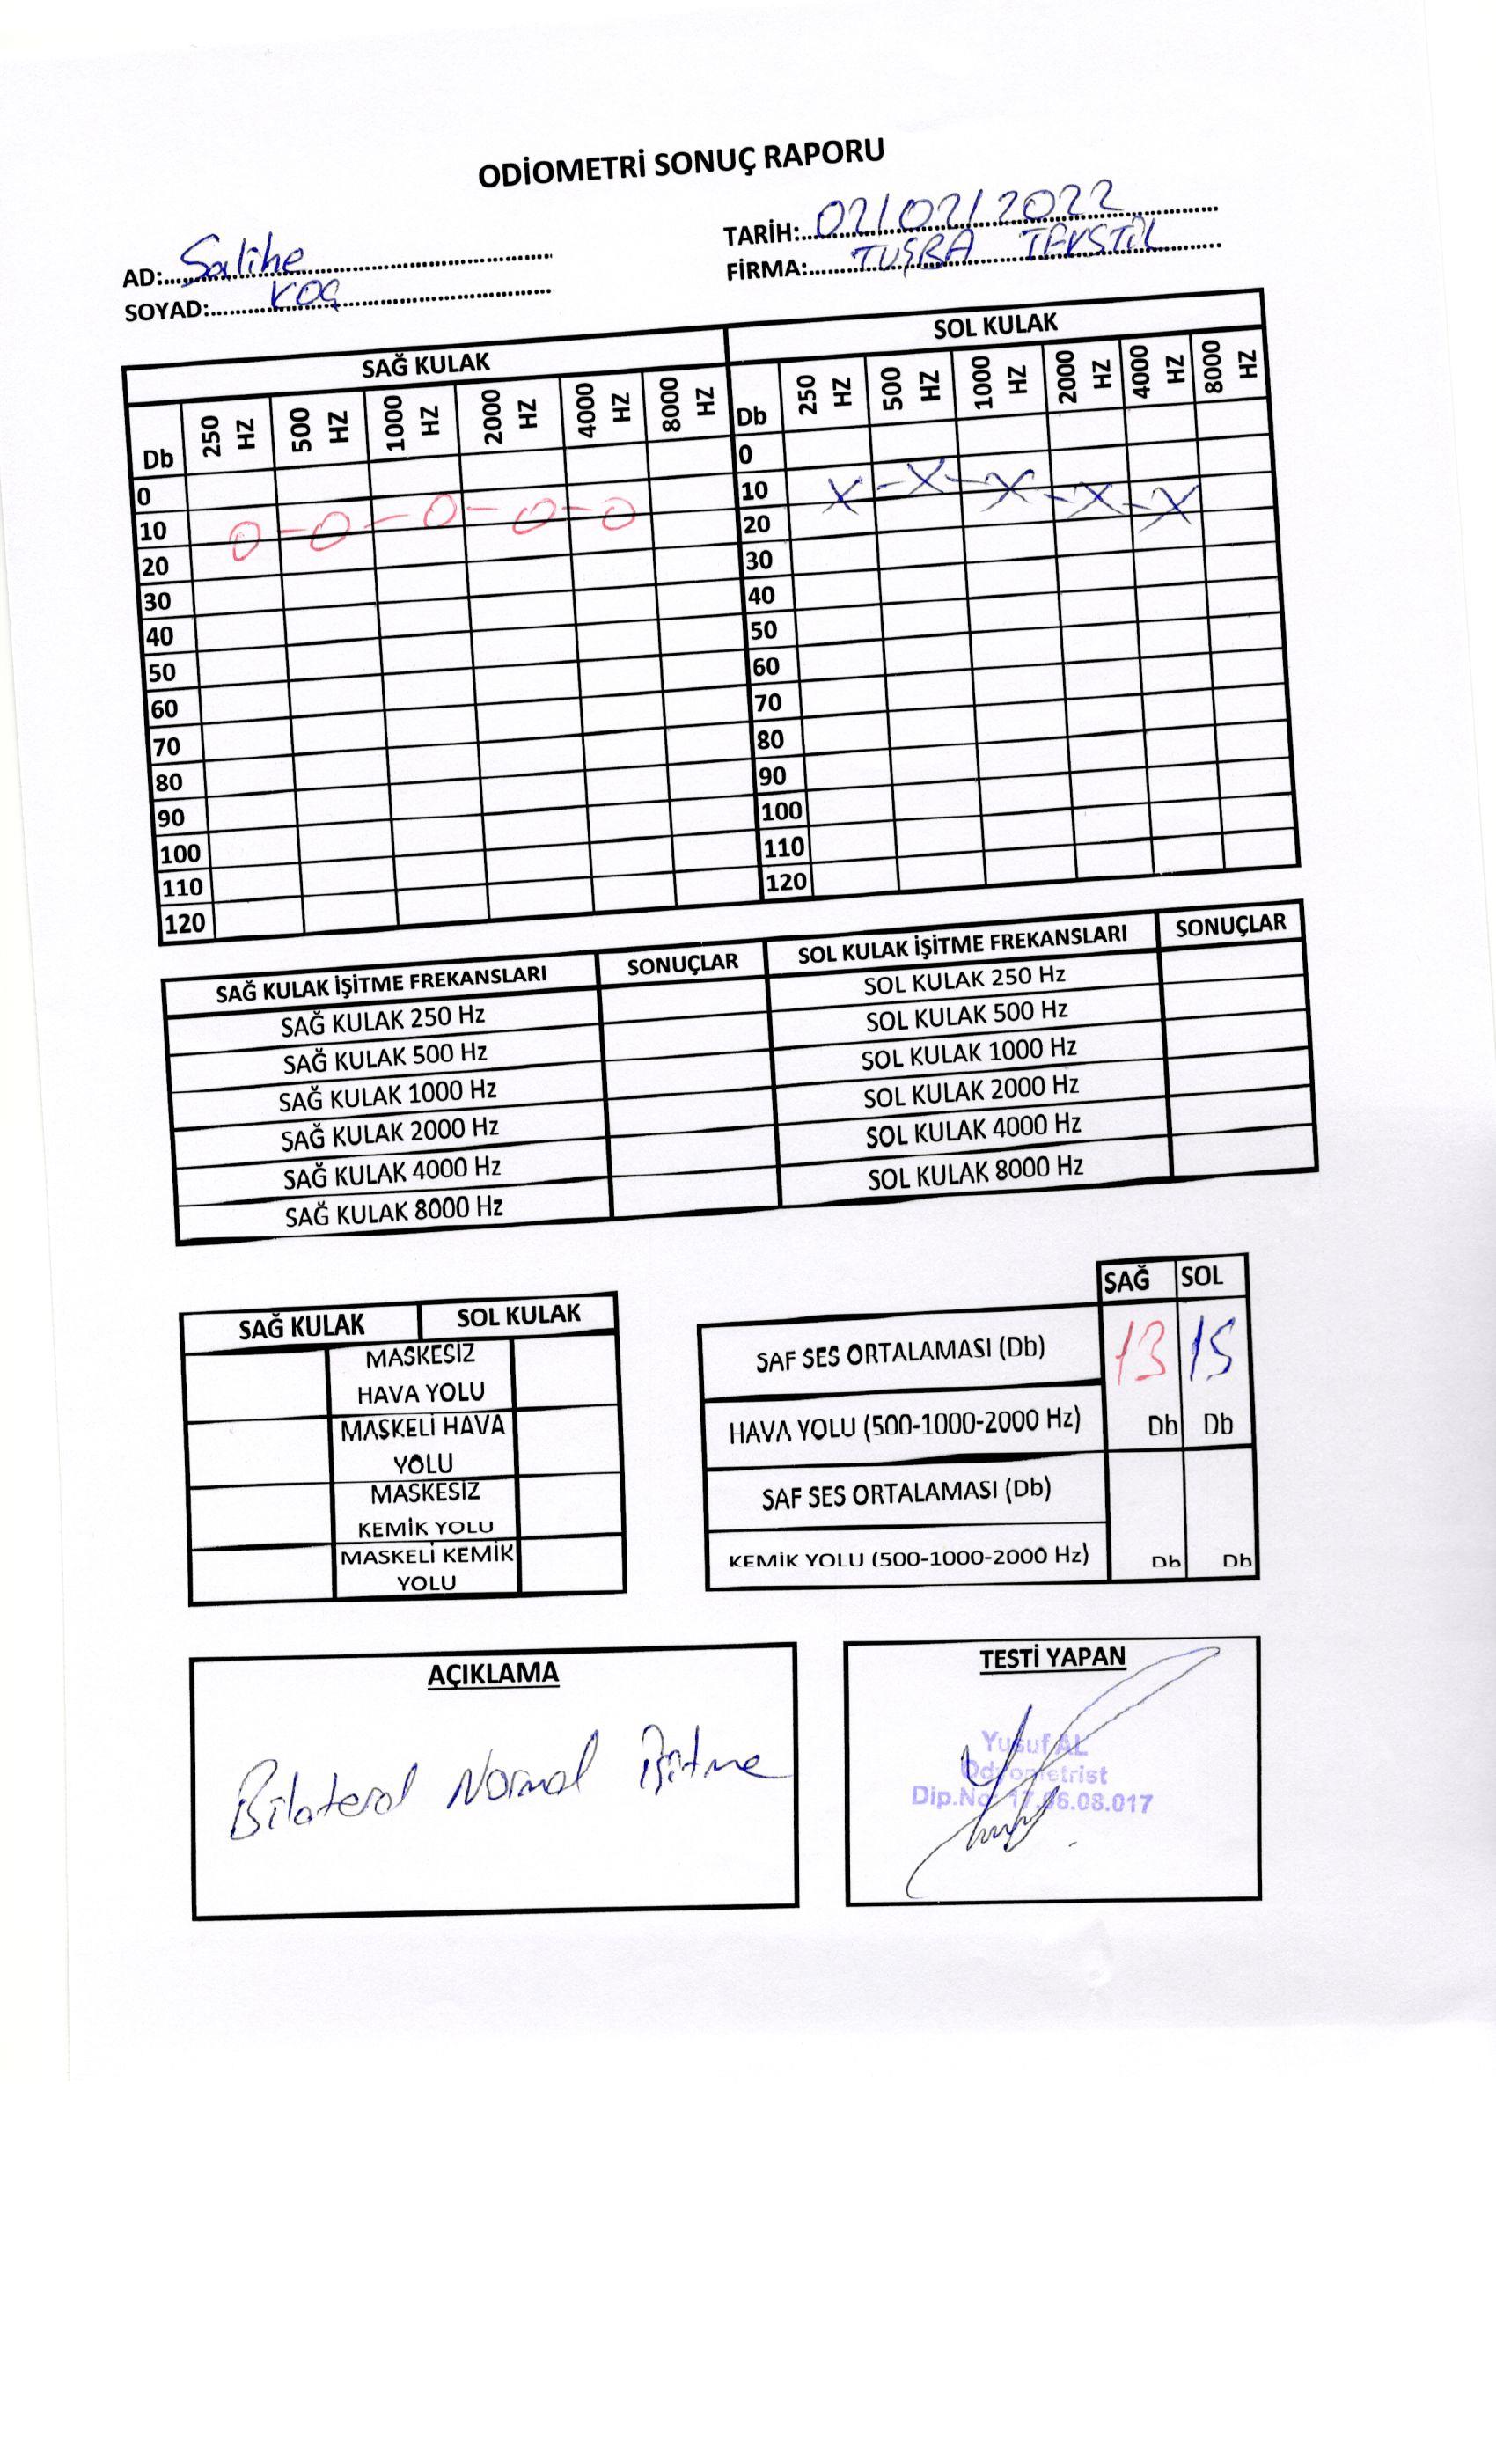 ODİOMETRİ SONUÇ RAPORU
AD: Salihe
TARİH: 02/02/2022
SOYAD: KOÇ
FİRMA: TUŞBA TEKSTİL
SAĞ KULAK SOL KULAK
Db 250 HZ 500 HZ 1000 HZ 2000 HZ 4000 HZ 8000 HZ Db 250 HZ 500 HZ 1000 HZ 2000 HZ 4000 HZ 8000 HZ
0 0
10 10
20 20
30 30
40 40
50 50
60 60
70 70
80 80
90 90
100 100
110 110
120 120
SAĞ KULAK İŞİTME FREKANSLARI SONUÇLAR SOL KULAK İŞİTME FREKANSLARI SONUÇLAR
SAĞ KULAK 250 Hz SOL KULAK 250 Hz
SAĞ KULAK 500 Hz SOL KULAK 500 Hz
SAĞ KULAK 1000 Hz SOL KULAK 1000 Hz
SAĞ KULAK 2000 Hz SOL KULAK 2000 Hz
SAĞ KULAK 4000 Hz SOL KULAK 4000 Hz
SAĞ KULAK 8000 Hz SOL KULAK 8000 Hz
SAĞ KULAK SOL KULAK
MASKESİZ
HAVA YOLU
MASKELİ HAVA
YOLU
MASKESİZ
KEMİK YOLU
MASKELİ KEMİK
YOLU
SAĞ SOL
SAF SES ORTALAMASI (Db) 13 15
HAVA YOLU (500-1000-2000 Hz) Db Db
SAF SES ORTALAMASI (Db)
KEMİK YOLU (500-1000-2000 Hz) Db Db
AÇIKLAMA
Bilateral Normal İşitme
TESTİ YAPAN
Yusuf AL
Odyometrist
Dip.No: 17.06.08.017